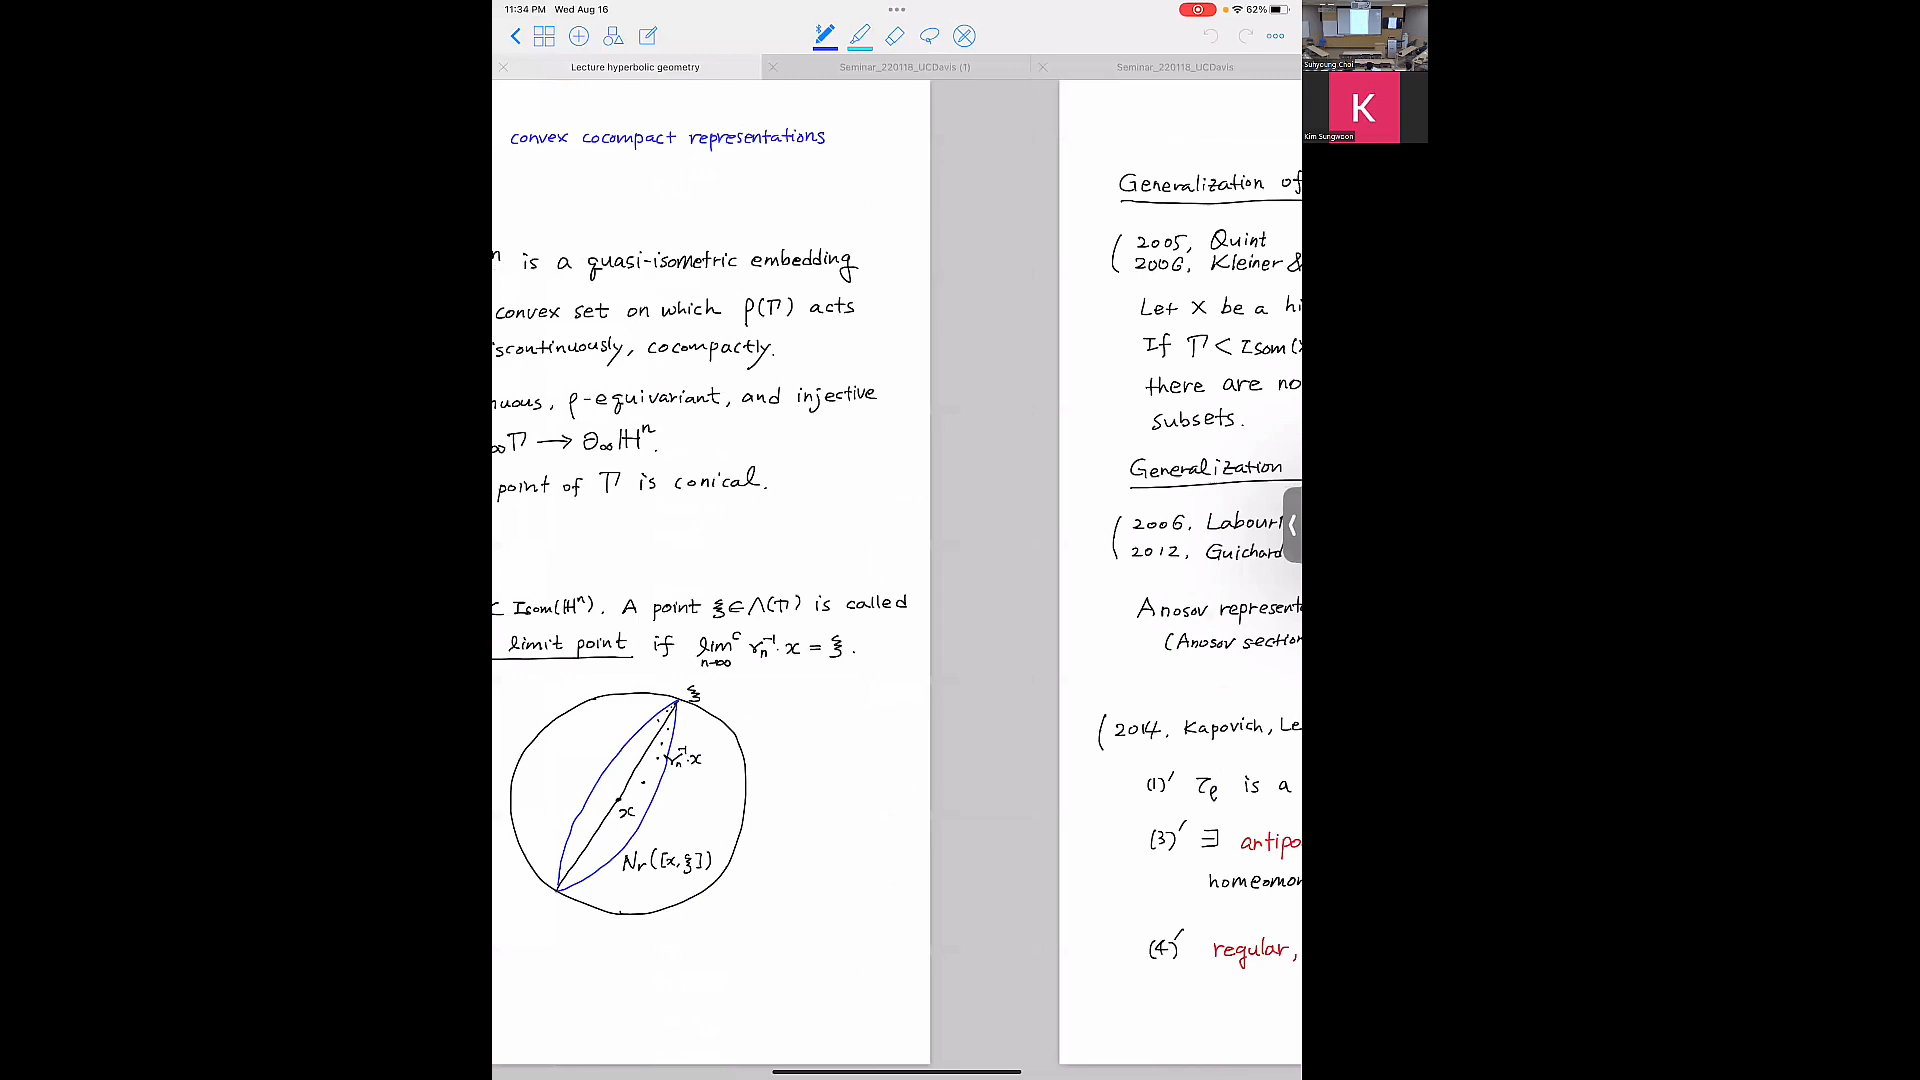 11:34 PM Wed Aug 16
62%
Lecture hyperbolic geometry
Seminar_220118_UCDavis (1)
Seminar_220118_UCDavis
Suhyoung Choi
K
Kim Sungwoon
convex cocompact representations
n is a quasi-isometric embedding
convex set on which ρ(Γ) acts
iscontinuously, cocompactly.
nuous, ρ-equivariant, and injective
∞Γ → ∂∞ℍⁿ.
point of Γ is conical.
⊂ Isom(ℍⁿ). A point ξ∈Λ(Γ) is called
limit point if limᶜ n→∞ γₙ⁻¹·x = ξ.
ξ
γₙ⁻¹·x
x
Nr([x,ξ])
Generalization of
( 2005, Quint
2006, Kleiner &
Let X be a hi
If Γ < Isom(X
there are no
subsets.
Generalization
( 2006, Labouri
2012, Guichard
Anosov represent
(Anosov section
( 2014, Kapovich, Le
(1)′ τρ is a
(3)′ ∃ antipo
homeomor
(4)′ regular,